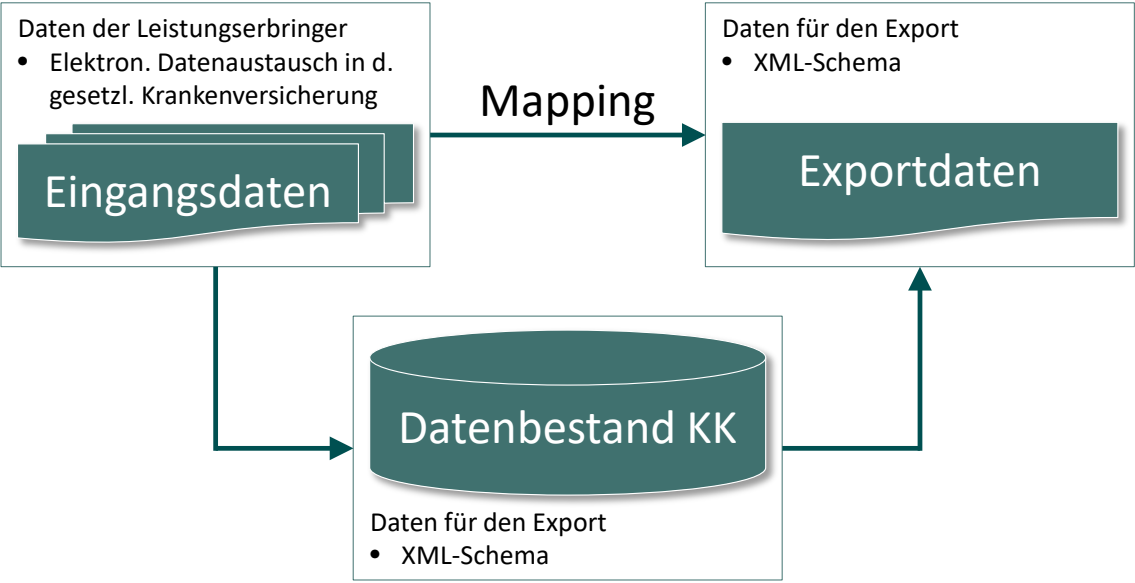 Daten der Leistungserbringer
• Elektron. Datenaustausch in d.
gesetzl. Krankenversicherung
Eingangsdaten
Mapping
Daten für den Export
• XML-Schema
Exportdaten
Datenbestand KK
Daten für den Export
• XML-Schema